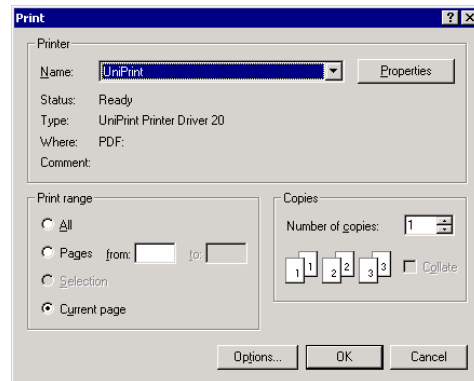 Print
Printer
Name: UniPrint Properties
Status: Ready
Type: UniPrint Printer Driver 20
Where: PDF:
Comment:
Print range
All
Pages from: to:
Selection
Current page
Copies
Number of copies: 1
1 1 2 2 3 3 Collate
Options... OK Cancel